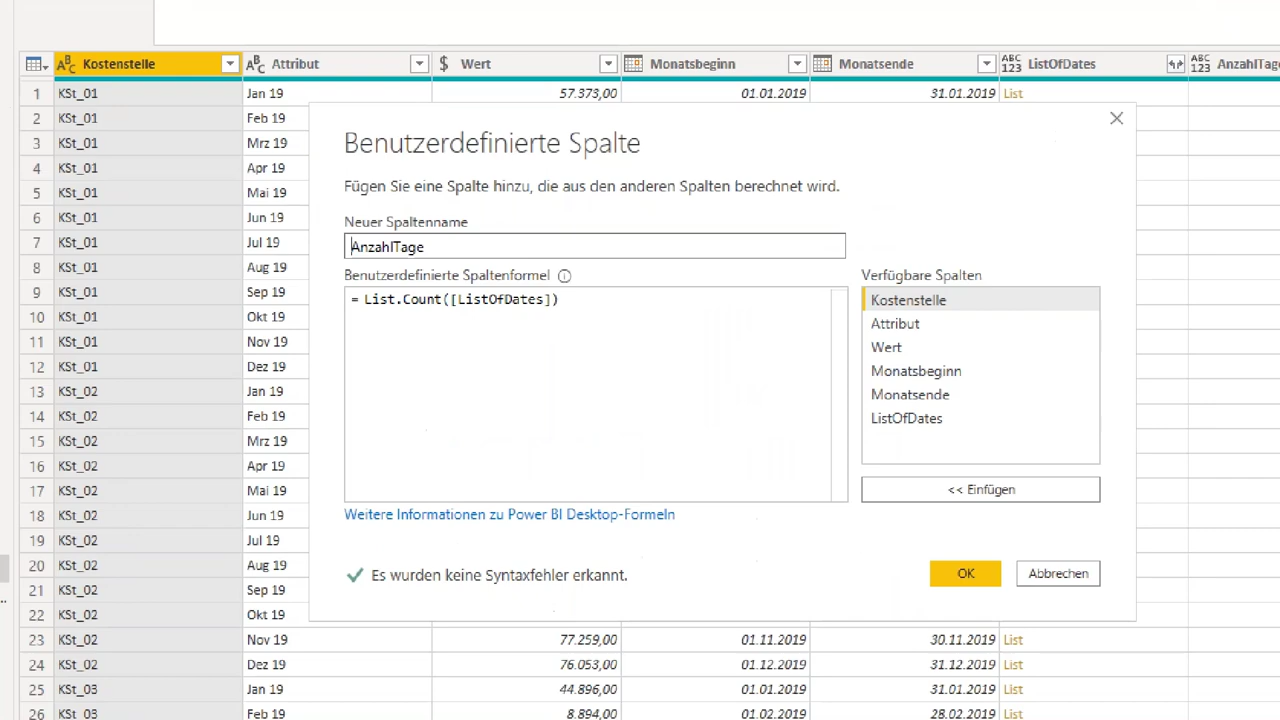 Kostenstelle Attribut $ Wert Monatsbeginn Monatsende ABC 123 ListOfDates ABC 123 AnzahlTage
1 KSt_01 Jan 19 57.373,00 01.01.2019 31.01.2019 List
2 KSt_01 Feb 19
3 KSt_01 Mrz 19
4 KSt_01 Apr 19
5 KSt_01 Mai 19
6 KSt_01 Jun 19
7 KSt_01 Jul 19
8 KSt_01 Aug 19
9 KSt_01 Sep 19
10 KSt_01 Okt 19
11 KSt_01 Nov 19
12 KSt_01 Dez 19
13 KSt_02 Jan 19
14 KSt_02 Feb 19
15 KSt_02 Mrz 19
16 KSt_02 Apr 19
17 KSt_02 Mai 19
18 KSt_02 Jun 19
19 KSt_02 Jul 19
20 KSt_02 Aug 19
21 KSt_02 Sep 19
22 KSt_02 Okt 19
23 KSt_02 Nov 19 77.259,00 01.11.2019 30.11.2019 List
24 KSt_02 Dez 19 76.053,00 01.12.2019 31.12.2019 List
25 KSt_03 Jan 19 44.896,00 01.01.2019 31.01.2019 List
26 KSt_03 Feb 19 8.894,00 01.02.2019 28.02.2019 List
Benutzerdefinierte Spalte
Fügen Sie eine Spalte hinzu, die aus den anderen Spalten berechnet wird.
Neuer Spaltenname
AnzahlTage
Benutzerdefinierte Spaltenformel
= List.Count([ListOfDates])
Verfügbare Spalten
Kostenstelle
Attribut
Wert
Monatsbeginn
Monatsende
ListOfDates
<< Einfügen
Weitere Informationen zu Power BI Desktop-Formeln
Es wurden keine Syntaxfehler erkannt.
OK
Abbrechen